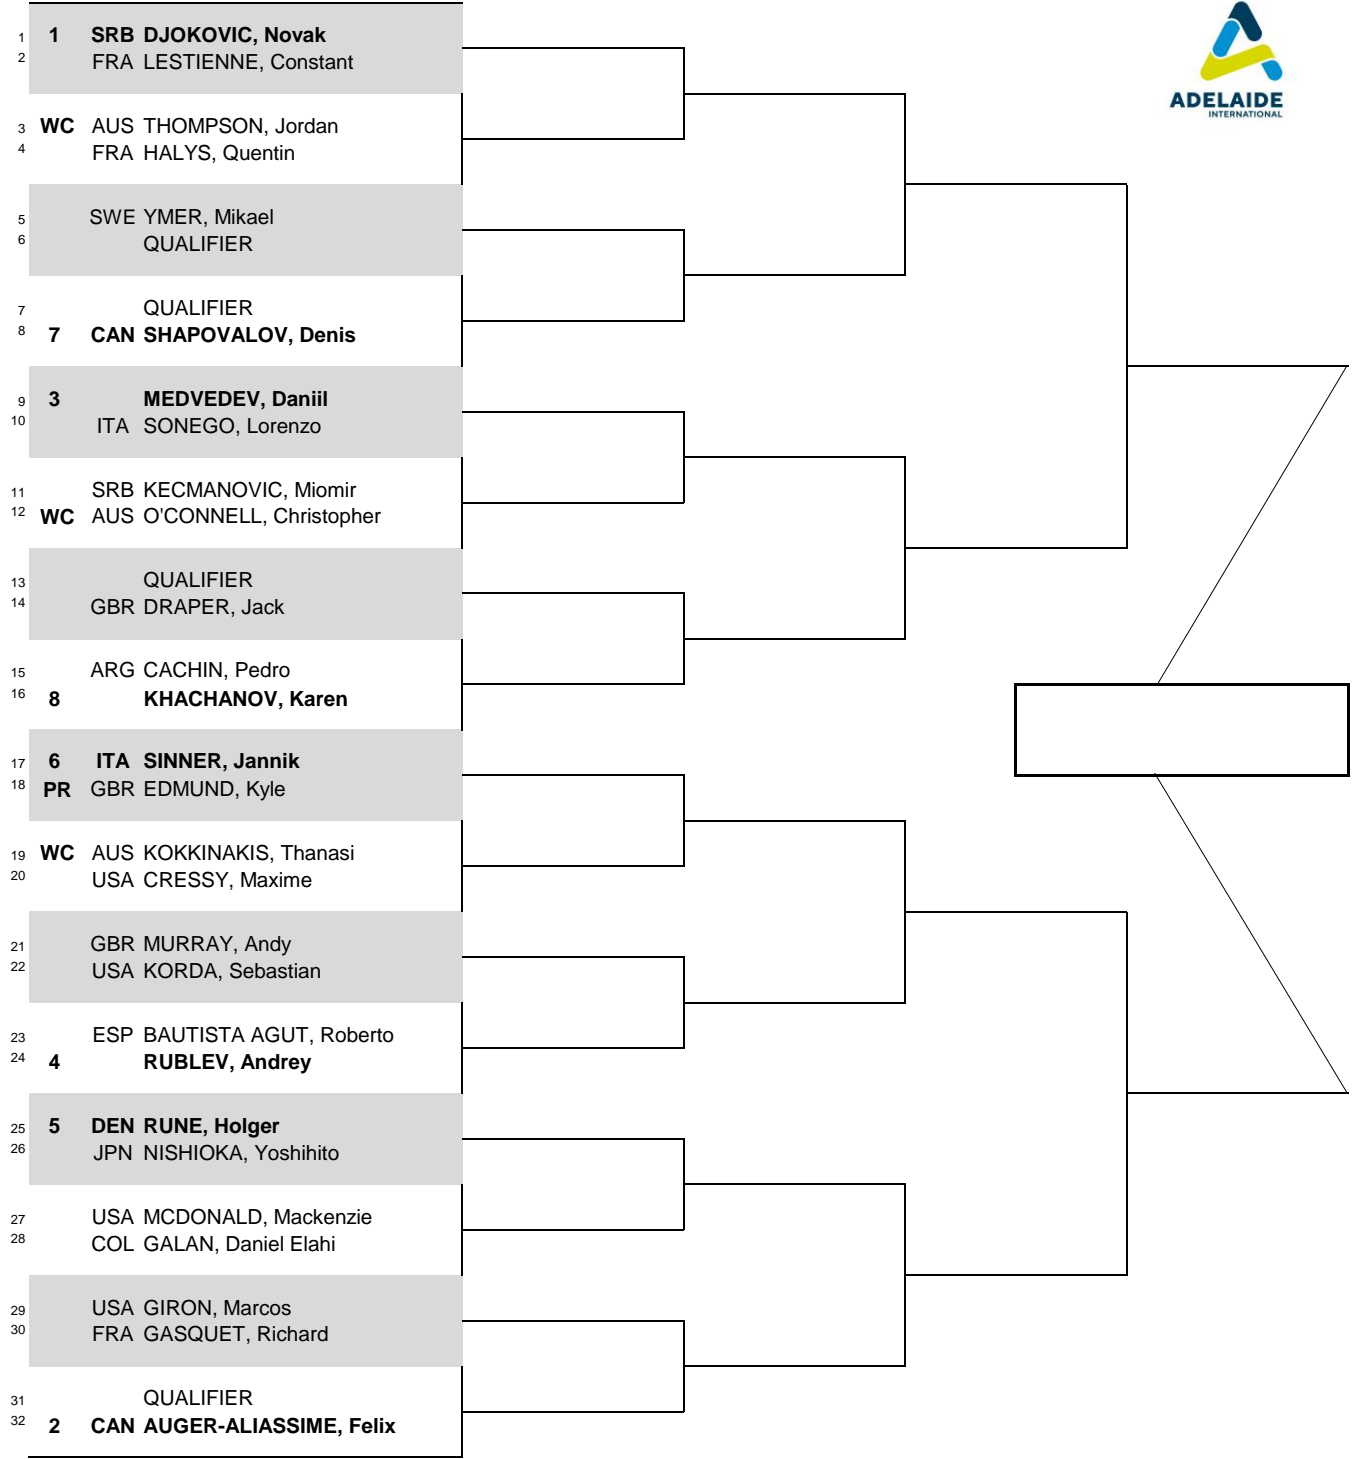 ADELAIDE
INTERNATIONAL
1 1 SRB DJOKOVIC, Novak
2 FRA LESTIENNE, Constant
3 WC AUS THOMPSON, Jordan
4 FRA HALYS, Quentin
5 SWE YMER, Mikael
6 QUALIFIER
7 QUALIFIER
8 7 CAN SHAPOVALOV, Denis
9 3 MEDVEDEV, Daniil
10 ITA SONEGO, Lorenzo
11 SRB KECMANOVIC, Miomir
12 WC AUS O'CONNELL, Christopher
13 QUALIFIER
14 GBR DRAPER, Jack
15 ARG CACHIN, Pedro
16 8 KHACHANOV, Karen
17 6 ITA SINNER, Jannik
18 PR GBR EDMUND, Kyle
19 WC AUS KOKKINAKIS, Thanasi
20 USA CRESSY, Maxime
21 GBR MURRAY, Andy
22 USA KORDA, Sebastian
23 ESP BAUTISTA AGUT, Roberto
24 4 RUBLEV, Andrey
25 5 DEN RUNE, Holger
26 JPN NISHIOKA, Yoshihito
27 USA MCDONALD, Mackenzie
28 COL GALAN, Daniel Elahi
29 USA GIRON, Marcos
30 FRA GASQUET, Richard
31 QUALIFIER
32 2 CAN AUGER-ALIASSIME, Felix